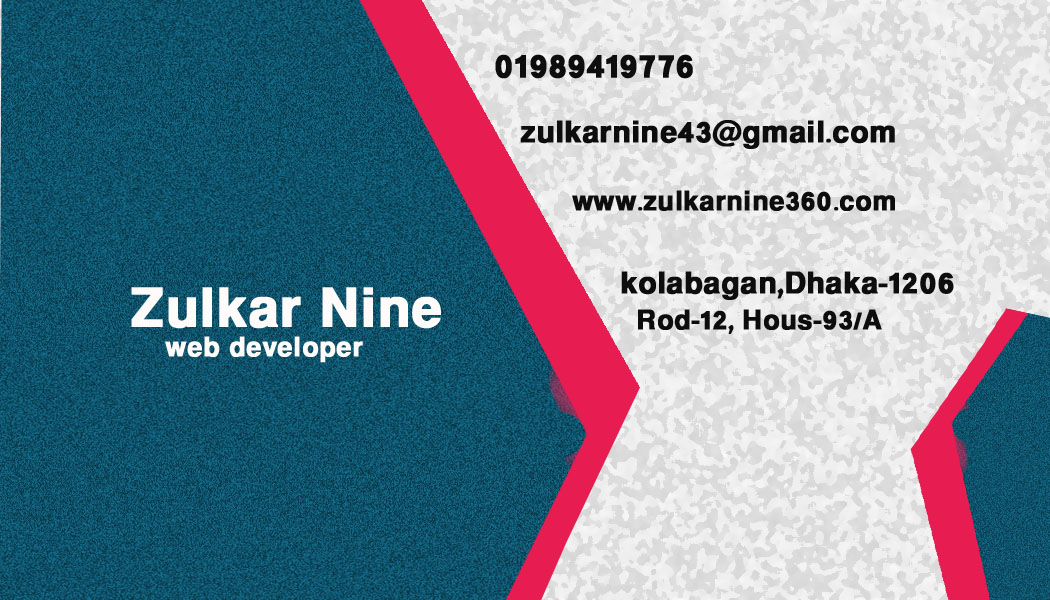 Zulkar Nine
web developer
01989419776
zulkarnine43@gmail.com
www.zulkarnine360.com
kolabagan,Dhaka-1206
Rod-12, Hous-93/A